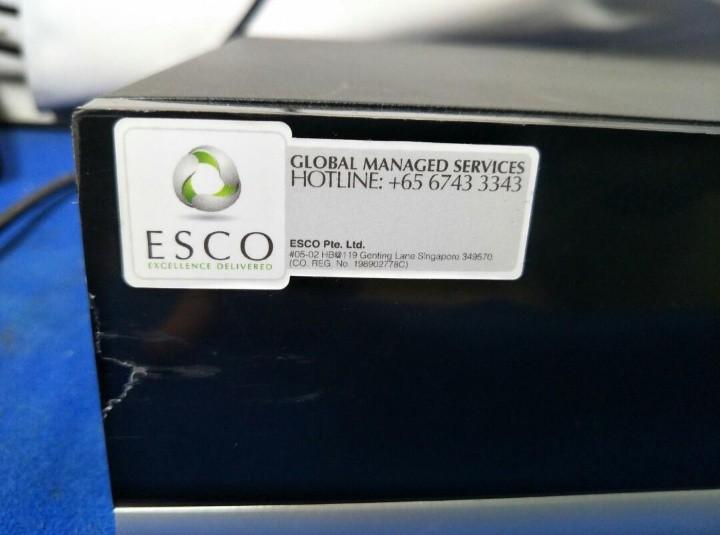 ESCO
EXCELLENCE DELIVERED
GLOBAL MANAGED SERVICES
HOTLINE: +65 6743 3343
ESCO Pte. Ltd.
#05-02 HB@119 Genting Lane Singapore 349570
(CO. REG. No. 198902778C)